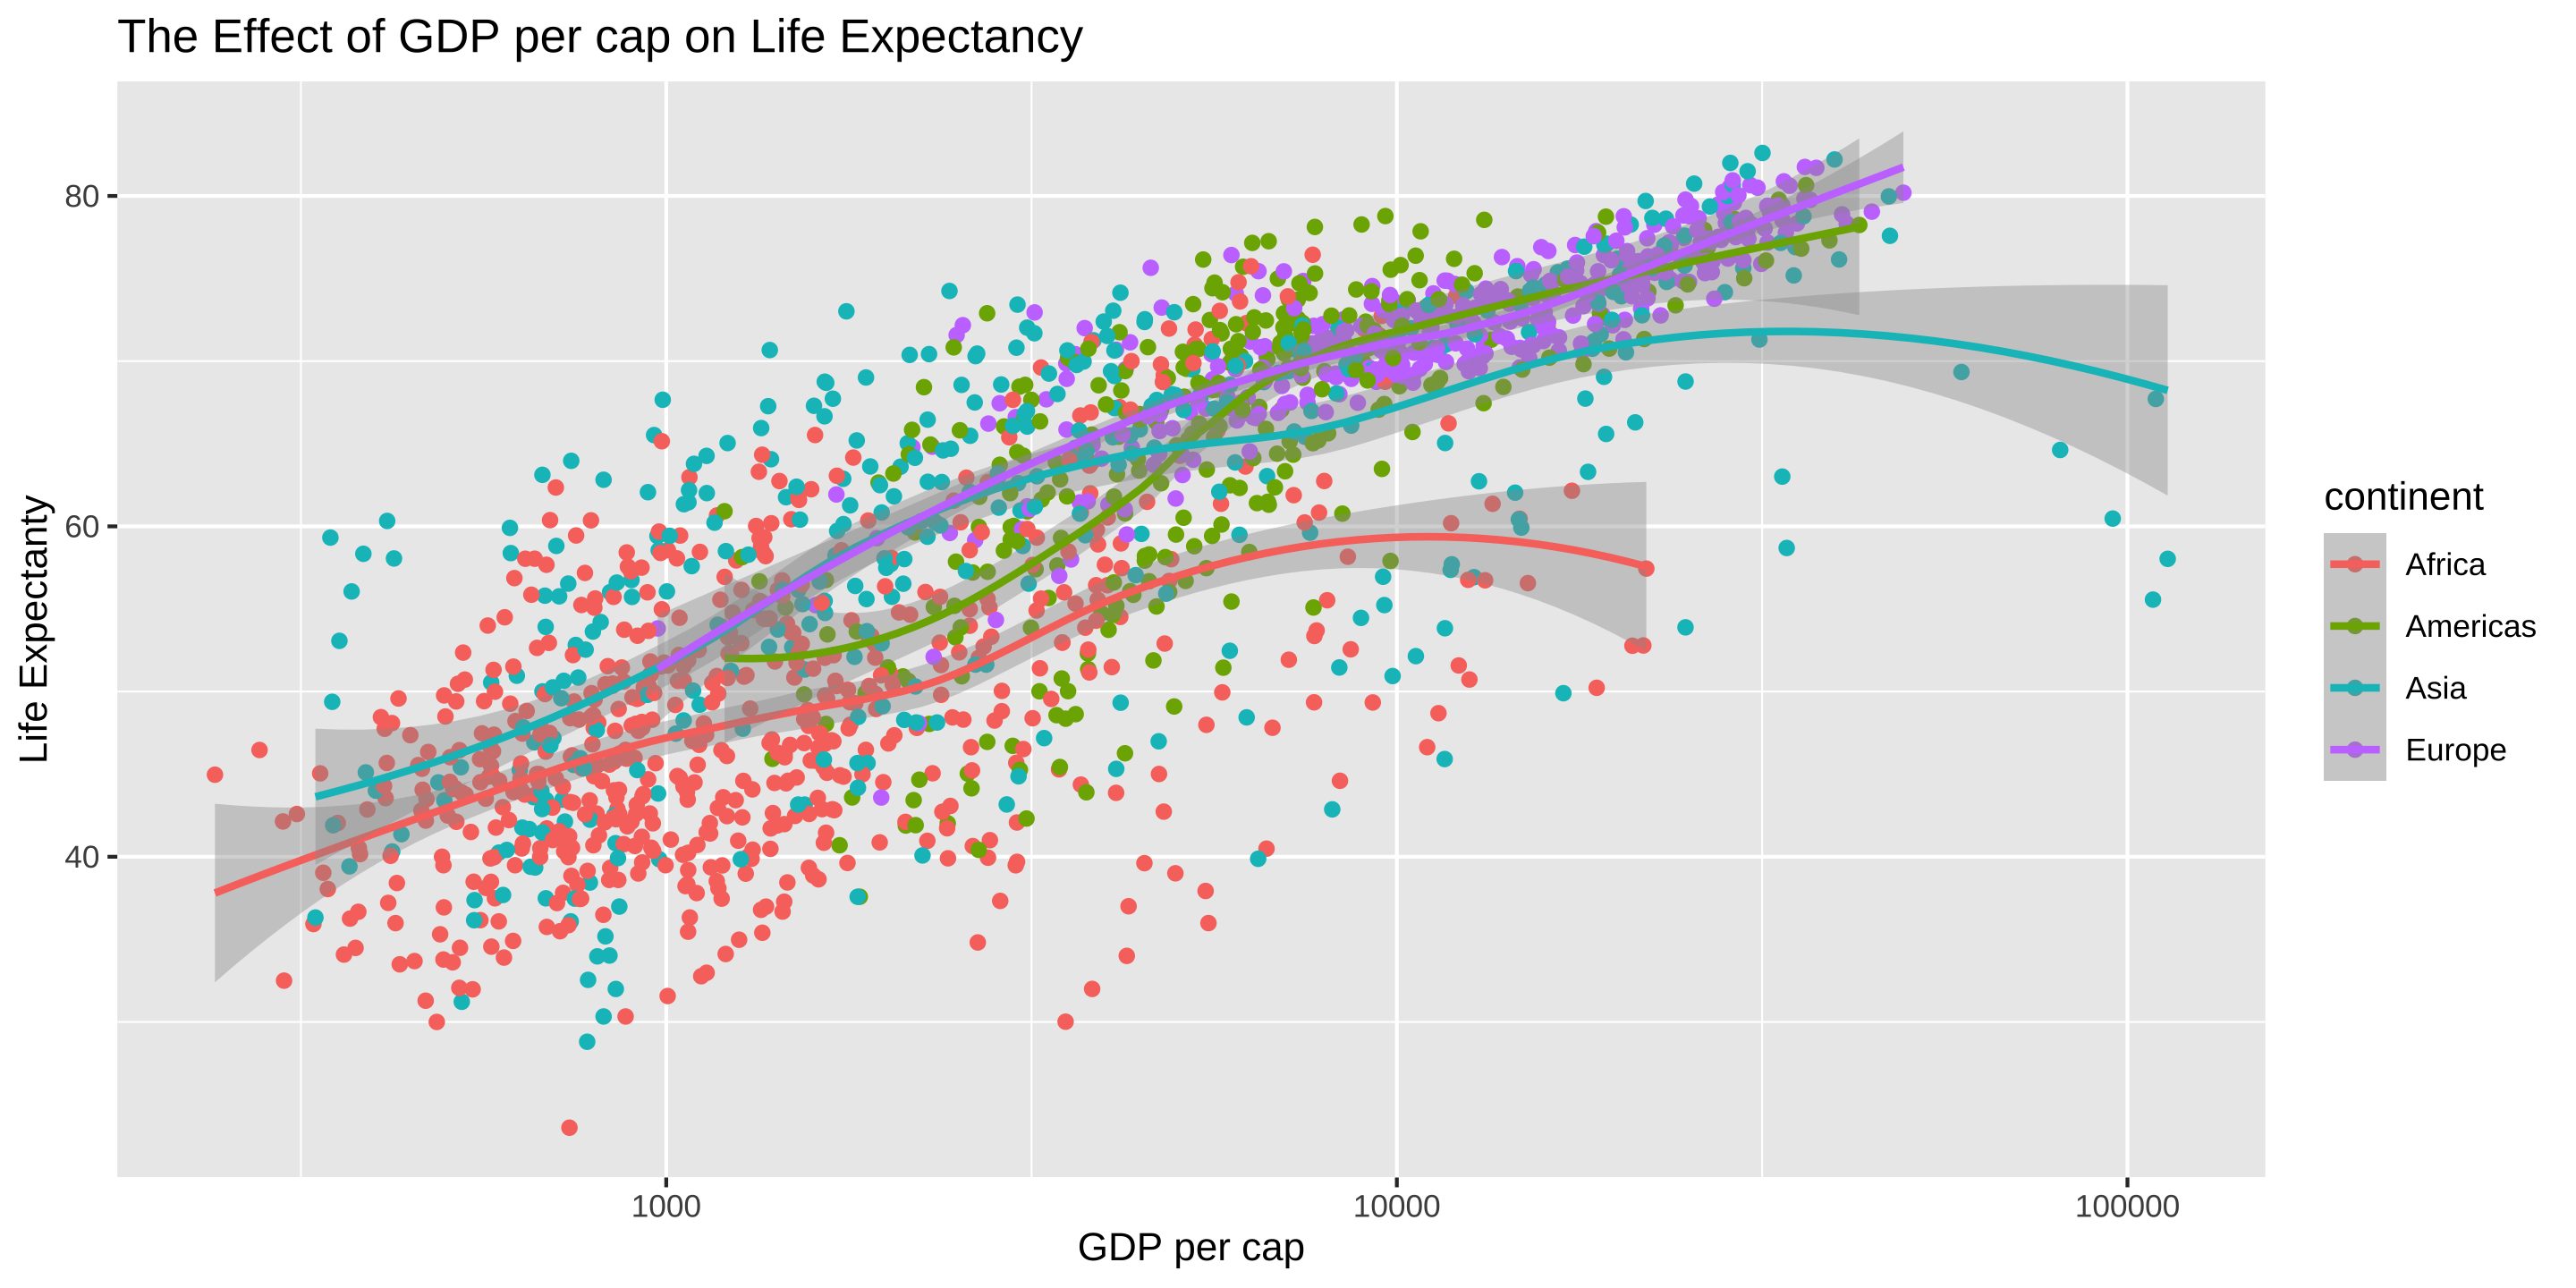 The Effect of GDP per cap on Life Expectancy
80
60
40
Life Expectanty
1000
10000
100000
GDP per cap
continent
Africa
Americas
Asia
Europe